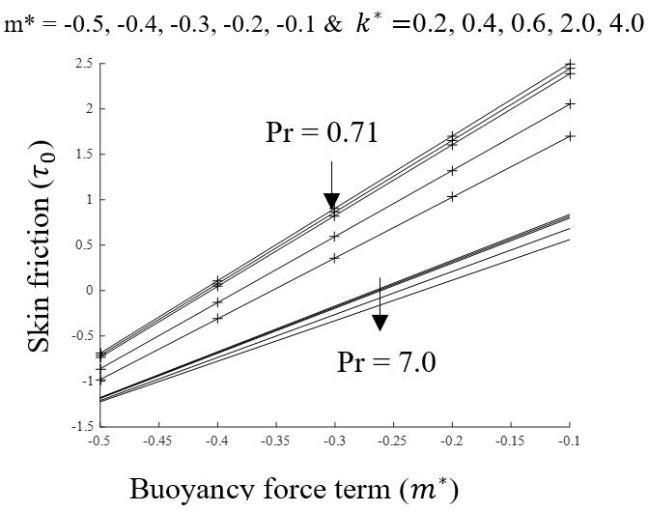 m* = -0.5, -0.4, -0.3, -0.2, -0.1 & k* =0.2, 0.4, 0.6, 2.0, 4.0
2.5
2
1.5
1
0.5
0
-0.5
-1
-1.5
Skin friction (τ0)
Pr = 0.71
Pr = 7.0
-0.5 -0.45 -0.4 -0.35 -0.3 -0.25 -0.2 -0.15 -0.1
Buoyancy force term (m*)